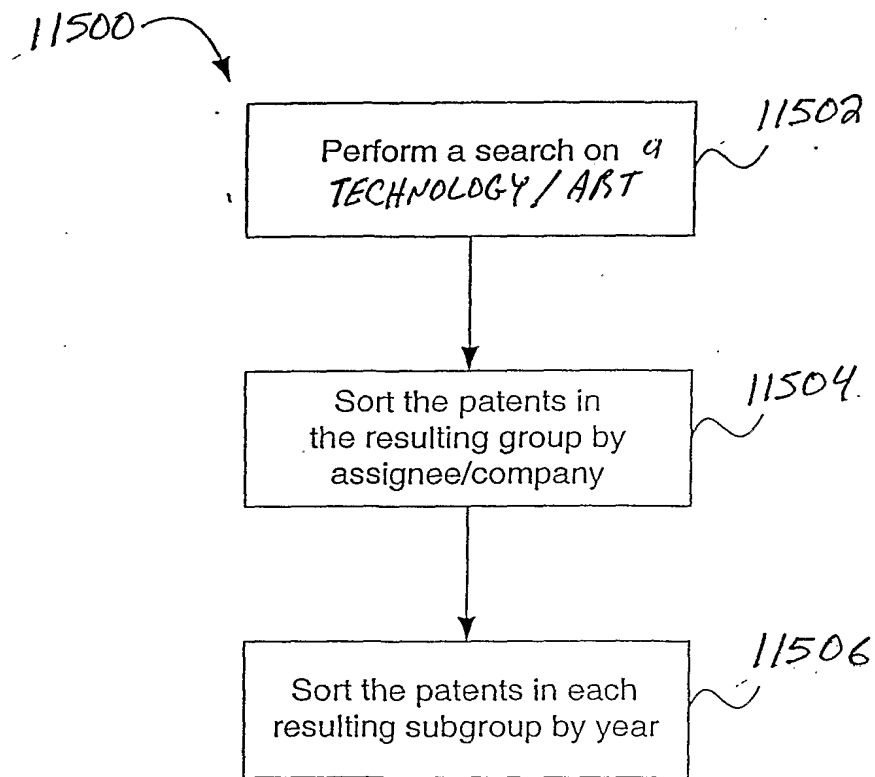 11500
11502
Perform a search on a
TECHNOLOGY / ART
11504
Sort the patents in
the resulting group by
assignee/company
11506
Sort the patents in each
resulting subgroup by year